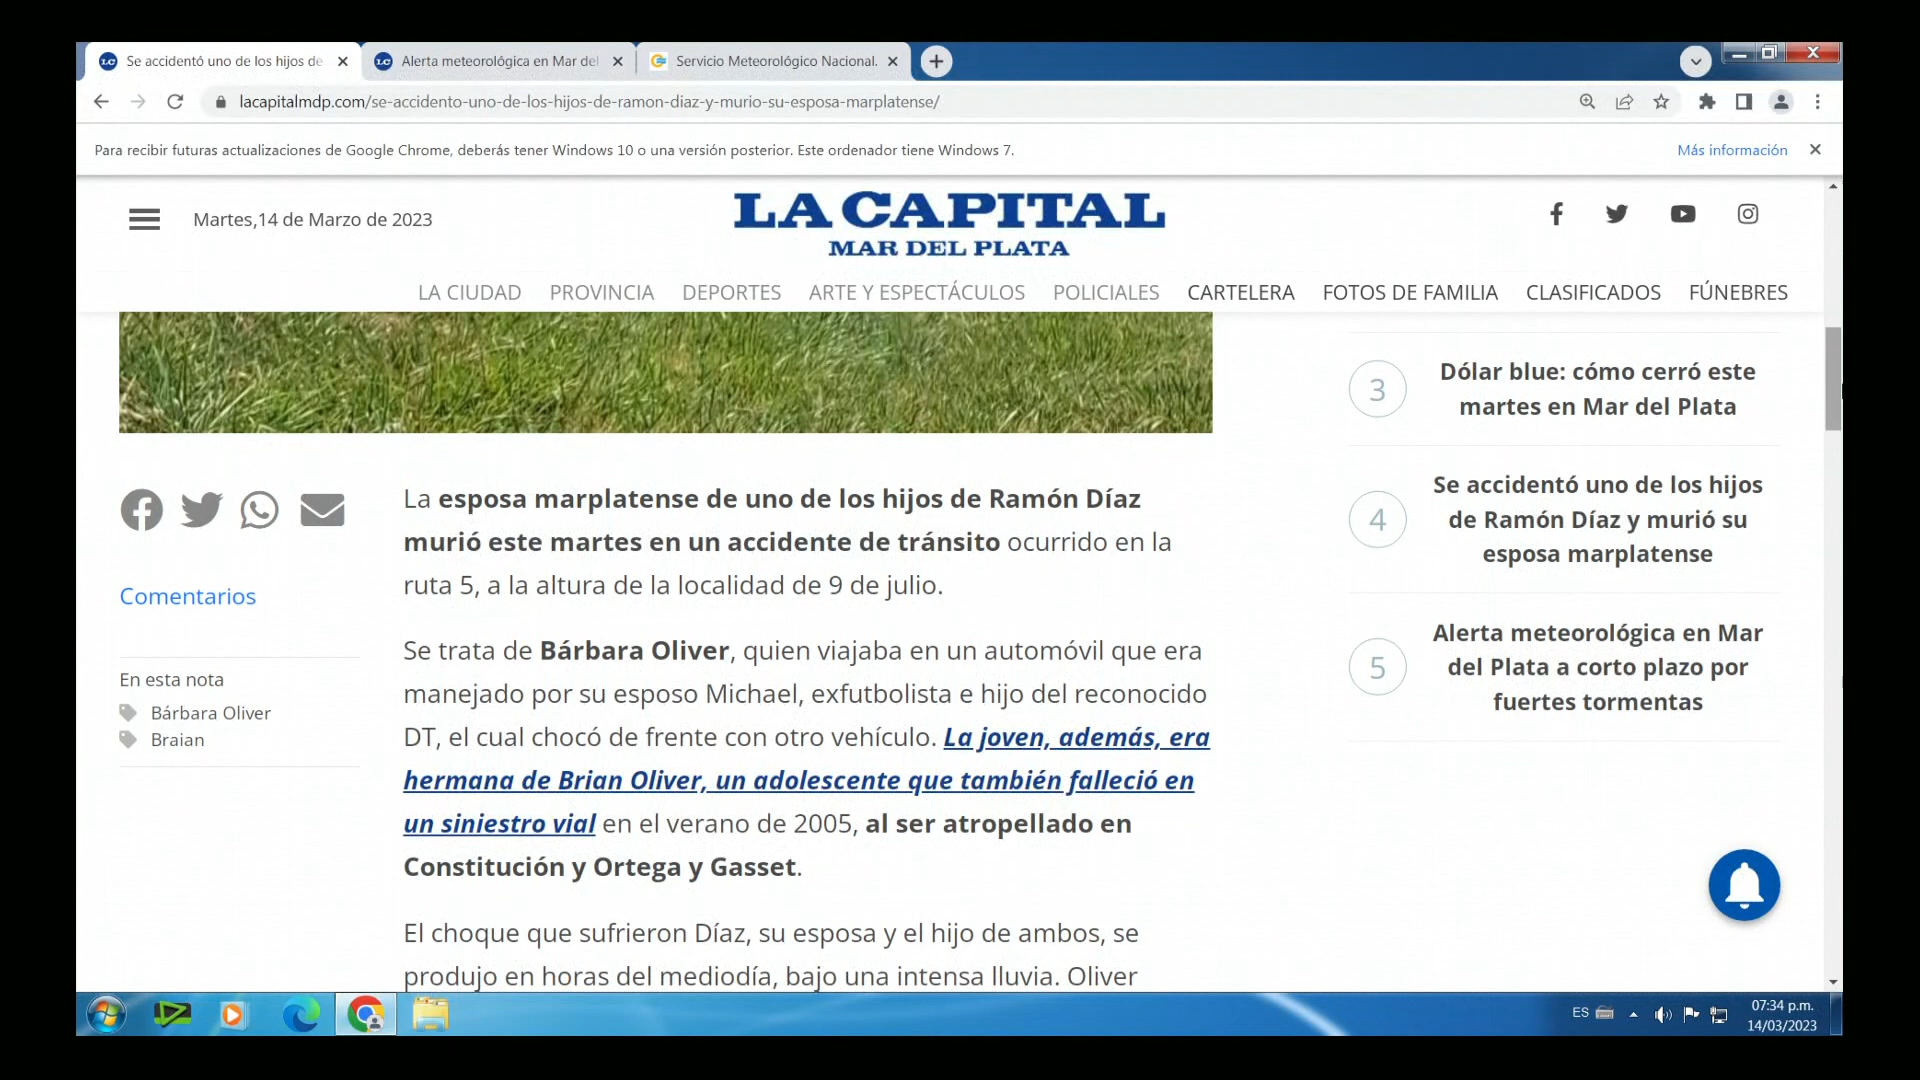 Se accidentó uno de los hijos de
Alerta meteorológica en Mar del
Servicio Meteorológico Nacional.
lacapitalmdp.com/se-accidento-uno-de-los-hijos-de-ramon-diaz-y-murio-su-esposa-marplatense/
Para recibir futuras actualizaciones de Google Chrome, deberás tener Windows 10 o una versión posterior. Este ordenador tiene Windows 7.
Más información
Martes,14 de Marzo de 2023
LA CAPITAL
MAR DEL PLATA
LA CIUDAD PROVINCIA DEPORTES ARTE Y ESPECTÁCULOS POLICIALES CARTELERA FOTOS DE FAMILIA CLASIFICADOS FÚNEBRES
Comentarios
En esta nota
Bárbara Oliver
Braian
La esposa marplatense de uno de los hijos de Ramón Díaz
murió este martes en un accidente de tránsito ocurrido en la
ruta 5, a la altura de la localidad de 9 de julio.
Se trata de Bárbara Oliver, quien viajaba en un automóvil que era
manejado por su esposo Michael, exfutbolista e hijo del reconocido
DT, el cual chocó de frente con otro vehículo. La joven, además, era
hermana de Brian Oliver, un adolescente que también falleció en
un siniestro vial en el verano de 2005, al ser atropellado en
Constitución y Ortega y Gasset.
El choque que sufrieron Díaz, su esposa y el hijo de ambos, se
produjo en horas del mediodía, bajo una intensa lluvia. Oliver
3
Dólar blue: cómo cerró este
martes en Mar del Plata
4
Se accidentó uno de los hijos
de Ramón Díaz y murió su
esposa marplatense
5
Alerta meteorológica en Mar
del Plata a corto plazo por
fuertes tormentas
ES
07:34 p.m.
14/03/2023